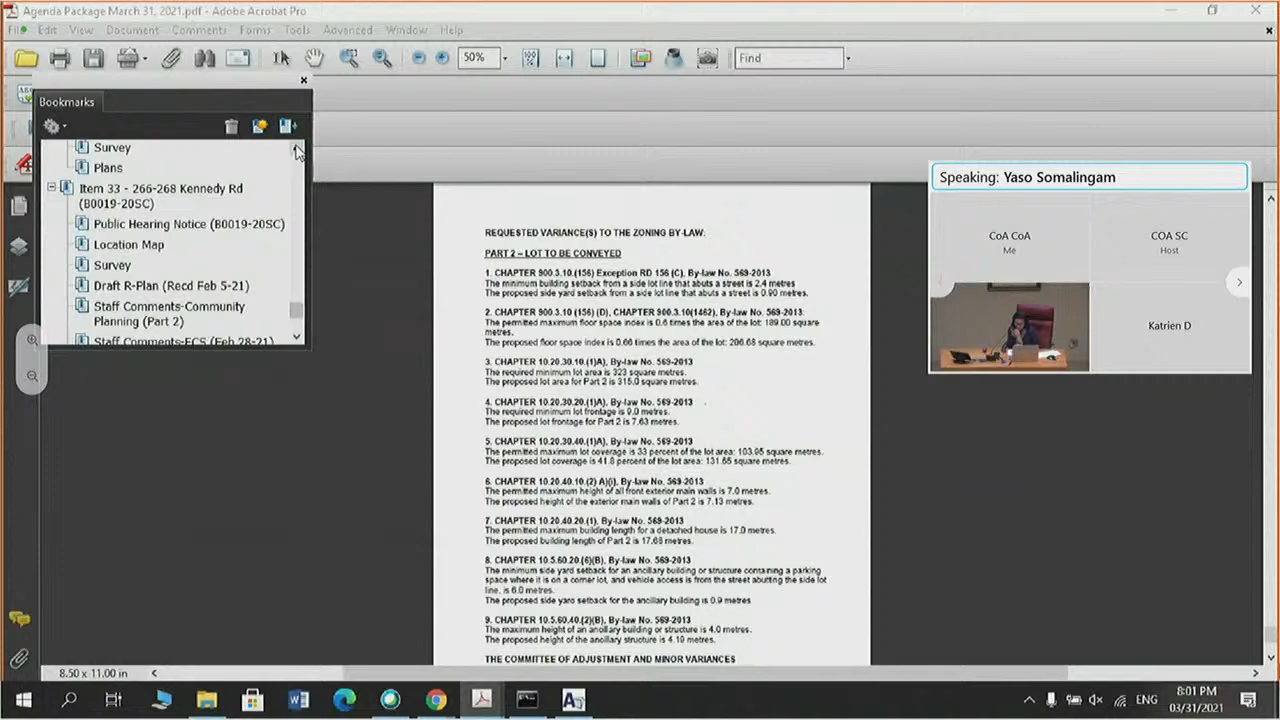 Agenda Package March 31, 2021.pdf - Adobe Acrobat Pro
File Edit View Document Comments Forms Tools Advanced Window Help
50%
Find
Bookmarks
Survey
Plans
Item 33 - 266-268 Kennedy Rd
(B0019-20SC)
Public Hearing Notice (B0019-20SC)
Location Map
Survey
Draft R-Plan (Recd Feb 5-21)
Staff Comments-Community
Planning (Part 2)
Staff Comments-ECS (Feb 28-21)
REQUESTED VARIANCE(S) TO THE ZONING BY-LAW:
PART 2 – LOT TO BE CONVEYED
1. CHAPTER 900.3.10.(156) Exception RD 156 (C), By-law No. 569-2013
The minimum building setback from a side lot line that abuts a street is 2.4 metres
The proposed side yard setback from a side lot line that abuts a street is 0.90 metres.
2. CHAPTER 900.3.10 (156) (D), CHAPTER 900.3.10(1462), By-law No. 569-2013
The permitted maximum floor space index is 0.6 times the area of the lot: 189.00 square
metres.
The proposed floor space index is 0.66 times the area of the lot: 206.68 square metres.
3. CHAPTER 10.20.30.10.(1)A), By-law No. 569-2013
The required minimum lot area is 323 square metres.
The proposed lot area for Part 2 is 315.0 square metres.
4. CHAPTER 10.20.30.20.(1)A), By-law No. 569-2013
The required minimum lot frontage is 9.0 metres.
The proposed lot frontage for Part 2 is 7.63 metres.
5. CHAPTER 10.20.30.40.(1)A), By-law No. 569-2013
The permitted maximum lot coverage is 33 percent of the lot area: 103.95 square metres.
The proposed lot coverage is 41.8 percent of the lot area: 131.65 square metres.
6. CHAPTER 10.20.40.10.(2) A)(i), By-law No. 569-2013
The permitted maximum height of all front exterior main walls is 7.0 metres.
The proposed height of the exterior main walls of Part 2 is 7.13 metres.
7. CHAPTER 10.20.40.20.(1), By-law No. 569-2013
The permitted maximum building length for a detached house is 17.0 metres.
The proposed building length of Part 2 is 17.68 metres.
8. CHAPTER 10.5.60.20.(6)(B), By-law No. 569-2013
The minimum side yard setback for an ancillary building or structure containing a parking
space where it is on a corner lot, and vehicle access is from the street abutting the side lot
line, is 6.0 metres.
The proposed side yard setback for the ancillary building is 0.9 metres
9. CHAPTER 10.5.60.40.(2)(B), By-law No. 569-2013
The maximum height of an ancillary building or structure is 4.0 metres.
The proposed height of the ancillary structure is 4.19 metres.
THE COMMITTEE OF ADJUSTMENT AND MINOR VARIANCES
Speaking: Yaso Somalingam
CoA CoA
Me
COA SC
Host
Katrien D
8.50 x 11.00 in
ENG
8:01 PM
03/31/2021